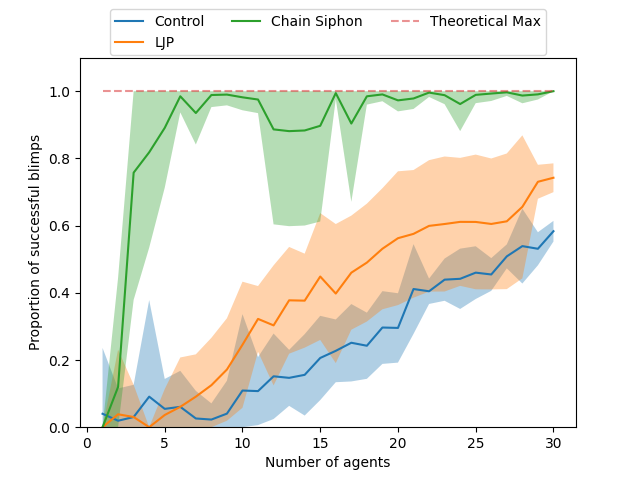 Control
Chain Siphon
Theoretical Max
LJP
1.0
0.8
0.6
0.4
0.2
0.0
Proportion of successful blimps
0 5 10 15 20 25 30
Number of agents